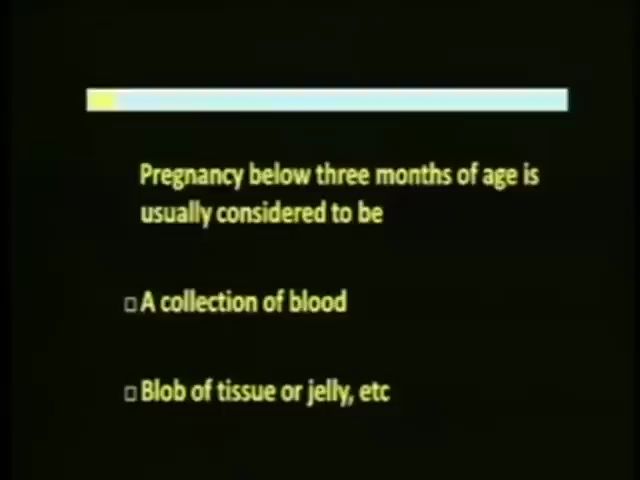 Pregnancy below three months of age is
usually considered to be
A collection of blood
Blob of tissue or jelly, etc